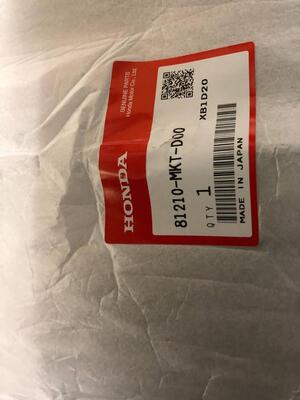 GENUINE PARTS
Honda Motor Co., Ltd.
HONDA
XB1D20
81210-MKT-D00
QTY 1
MADE IN JAPAN